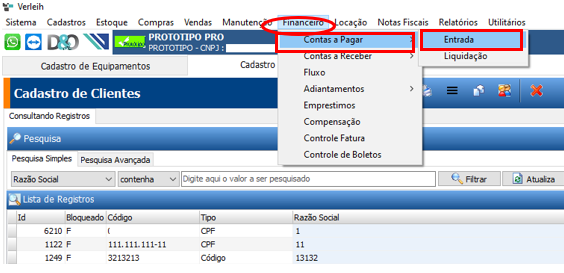 Verleih
Sistema Cadastros Estoque Compras Vendas Manutenção Financeiro Locação Notas Fiscais Relatórios Utilitários
D&D PROTOTIPO PRO
PROTOTIPO - CNPJ :
Contas a Pagar
Entrada
Cadastro de Equipamentos
Cadastro
Contas a Receber
Liquidação
Fluxo
Cadastro de Clientes
Adiantamentos
Emprestimos
Consultando Registros
Compensação
Pesquisa
Controle Fatura
Pesquisa Simples Pesquisa Avançada
Controle de Boletos
Razão Social contenha Digite aqui o valor a ser pesquisado Filtrar Atualiza
Lista de Registros
Id Bloqueado Código Tipo Razão Social
6210 F ( CPF 1
1122 F 111.111.111-11 CPF 11
1249 F 3213213 Código 13132